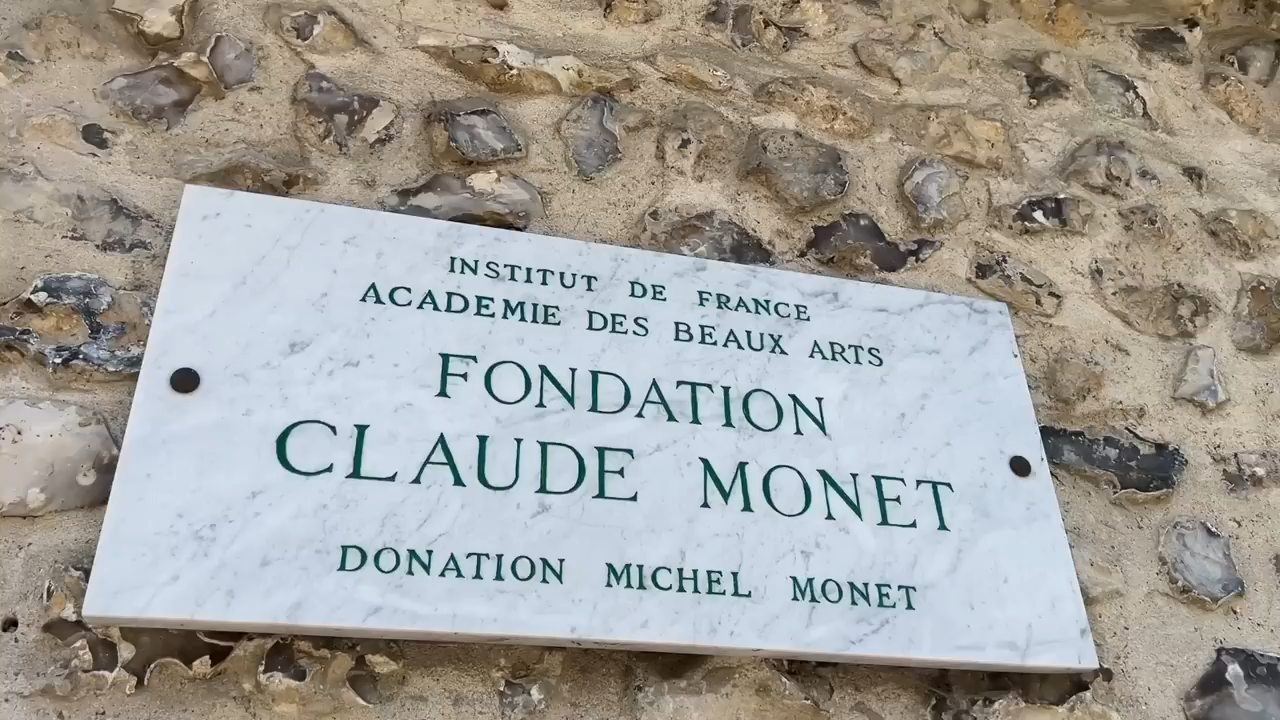 INSTITUT DE FRANCE
ACADEMIE DES BEAUX ARTS
FONDATION
CLAUDE MONET
DONATION MICHEL MONET